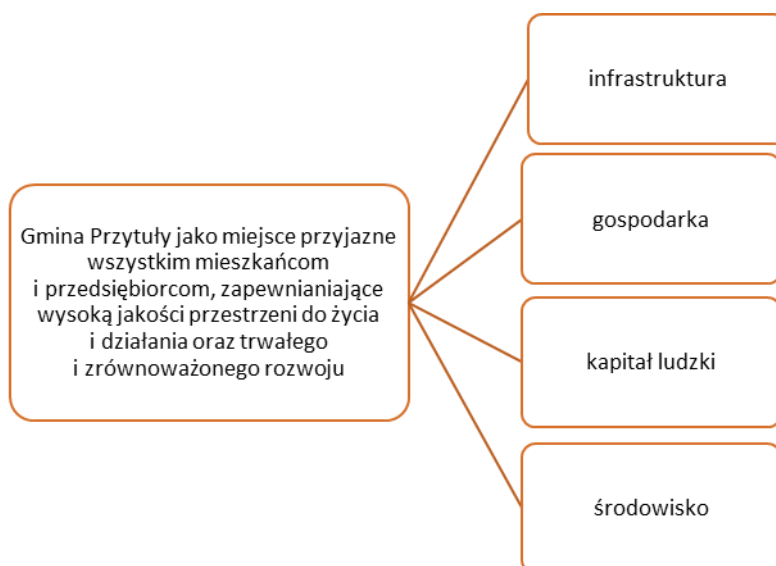 Gmina Przytuły jako miejsce przyjazne
wszystkim mieszkańcom
i przedsiębiorcom, zapewnianiające
wysoką jakości przestrzeni do życia
i działania oraz trwałego
i zrównoważonego rozwoju
infrastruktura
gospodarka
kapitał ludzki
środowisko